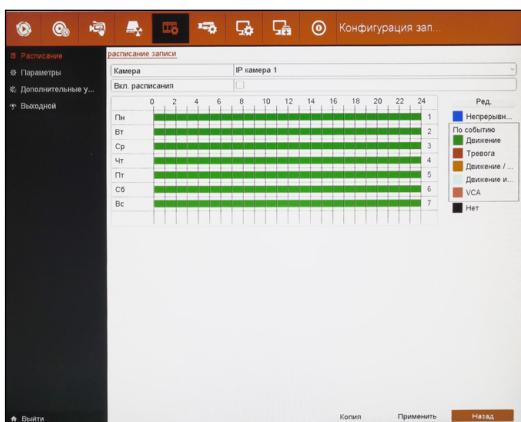 Конфигурация зап...
Расписание
Параметры
Дополнительные у...
Выходной
расписание записи
Камера IP камера 1
Вкл. расписания
0 2 4 6 8 10 12 14 16 18 20 22 24 Ред.
Пн 1
Вт 2
Ср 3
Чт 4
Пт 5
Сб 6
Вс 7
Непрерывн...
По событию
Движение
Тревога
Движение / ...
Движение и...
VCA
Нет
Выйти
Копия Применить Назад